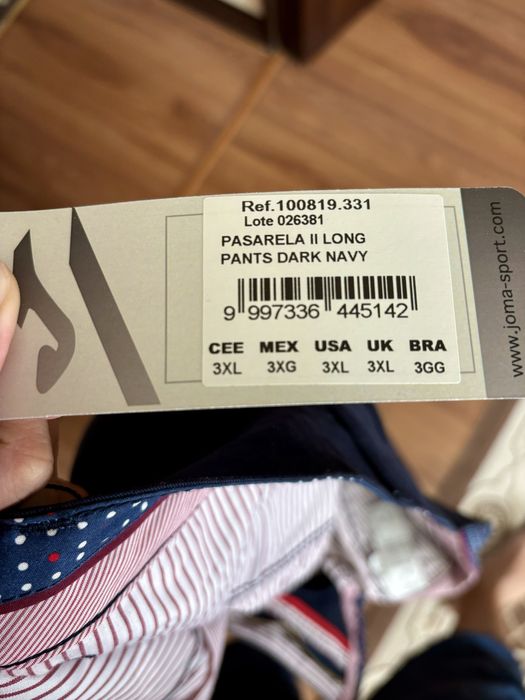 Ref.100819.331
Lote 026381
PASARELA II LONG
PANTS DARK NAVY
9 997336 445142
CEE MEX USA UK BRA
3XL 3XG 3XL 3XL 3GG
www.joma-sport.com